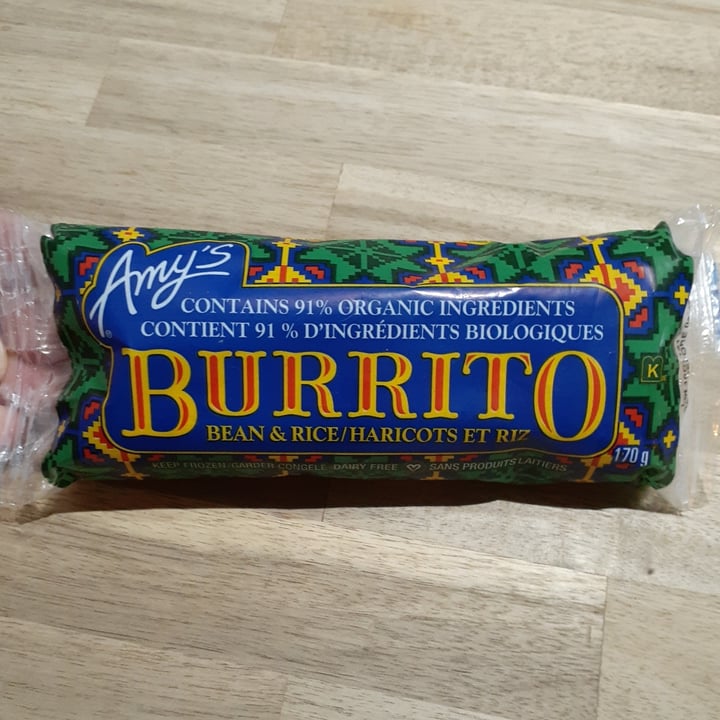 Amy's
®
CONTAINS 91% ORGANIC INGREDIENTS
CONTIENT 91 % D'INGRÉDIENTS BIOLOGIQUES
BURRITO
K
BEAN & RICE/HARICOTS ET RIZ
170 g
KEEP FROZEN/GARDER CONGELÉ DAIRY FREE SANS PRODUITS LAITIERS